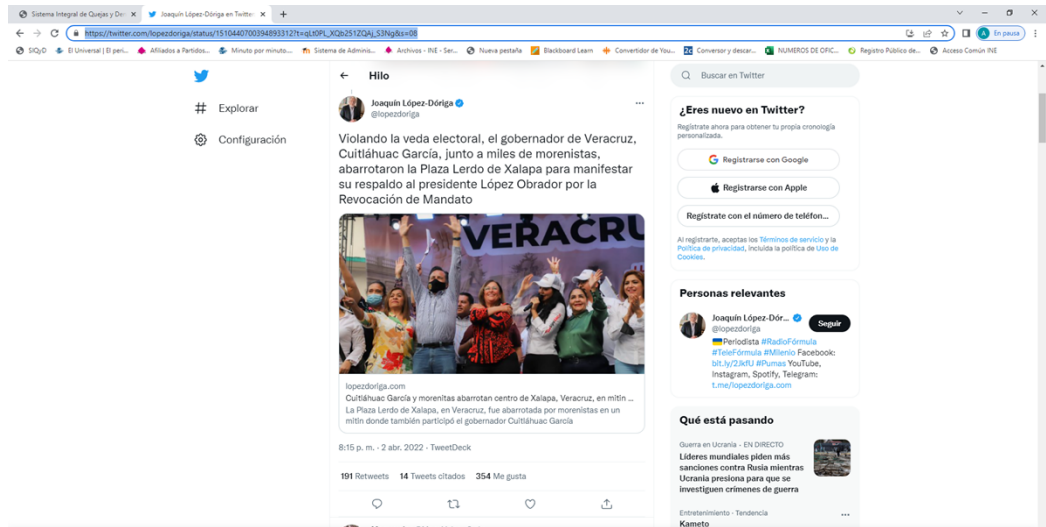 Sistema Integral de Quejas y Der
Joaquín López-Dóriga en Twitter
https://twitter.com/lopezdoriga/status/1510440700394893312?t=qLt0PL_XQb2S1ZQAj_S3Ng&s=08
En pausa
SIQyD
El Universal | El peri...
Afiliados a Partidos...
Minuto por minuto...
Sistema de Adminis...
Archivos - INE - Ser...
Nueva pestaña
Blackboard Learn
Convertidor de You...
Conversor y descar...
NUMEROS DE OFIC...
Registro Público de...
Acceso Común INE
Explorar
Configuración
Hilo
Joaquín López-Dóriga
@lopezdoriga
Violando la veda electoral, el gobernador de Veracruz,
Cuitláhuac García, junto a miles de morenistas,
abarrotaron la Plaza Lerdo de Xalapa para manifestar
su respaldo al presidente López Obrador por la
Revocación de Mandato
VERACRU
lopezdoriga.com
Cuitláhuac García y morenitas abarrotan centro de Xalapa, Veracruz, en mitin ...
La Plaza Lerdo de Xalapa, en Veracruz, fue abarrotada por morenistas en un
mitin donde también participó el gobernador Cuitláhuac García
8:15 p. m. · 2 abr. 2022 · TweetDeck
191 Retweets 14 Tweets citados 354 Me gusta
Buscar en Twitter
¿Eres nuevo en Twitter?
Regístrate ahora para obtener tu propia cronología
personalizada.
Registrarse con Google
Registrarse con Apple
Regístrate con el número de teléfon...
Al registrarte, aceptas los Términos de servicio y la
Política de privacidad, incluida la política de Uso de
Cookies.
Personas relevantes
Joaquín López-Dór...
@lopezdoriga
Seguir
Periodista #RadioFórmula
#TeleFórmula #Milenio Facebook:
bit.ly/2JkfU #Pumas YouTube,
Instagram, Spotify, Telegram:
t.me/lopezdoriga.com
Qué está pasando
Guerra en Ucrania · EN DIRECTO
Líderes mundiales piden más
sanciones contra Rusia mientras
Ucrania presiona para que se
investiguen crímenes de guerra
Entretenimiento · Tendencia
Kameto